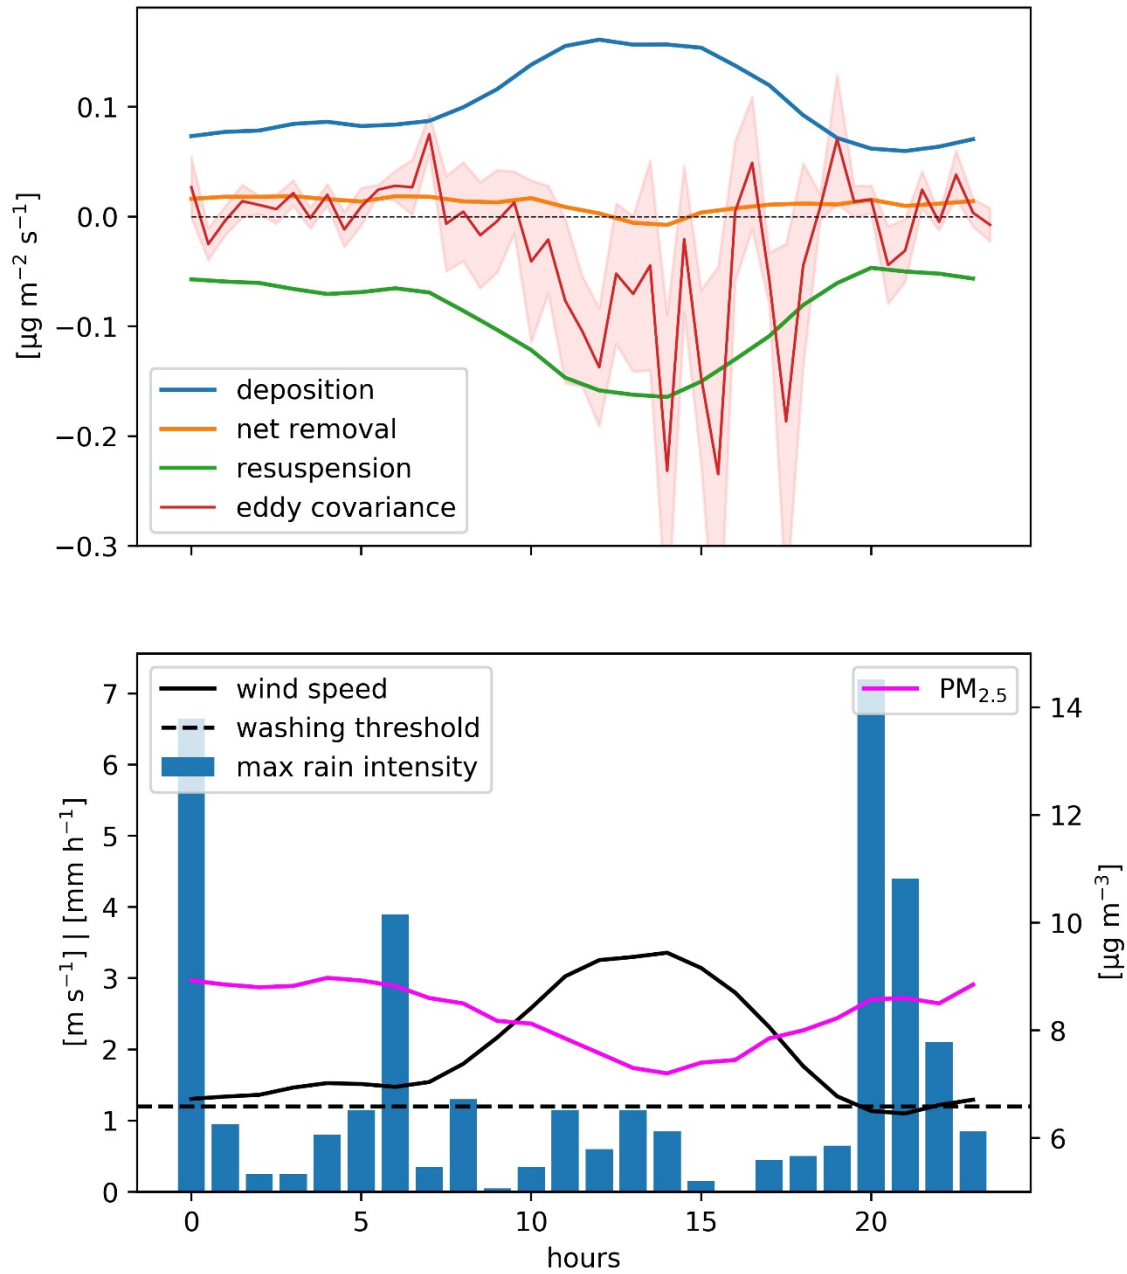 [µg m⁻² s⁻¹]
0.1
0.0
−0.1
−0.2
−0.3
deposition
net removal
resuspension
eddy covariance
[m s⁻¹] | [mm h⁻¹]
7
6
5
4
3
2
1
0
wind speed
washing threshold
max rain intensity
PM₂.₅
14
12
10
8
6
[µg m⁻³]
0 5 10 15 20
hours